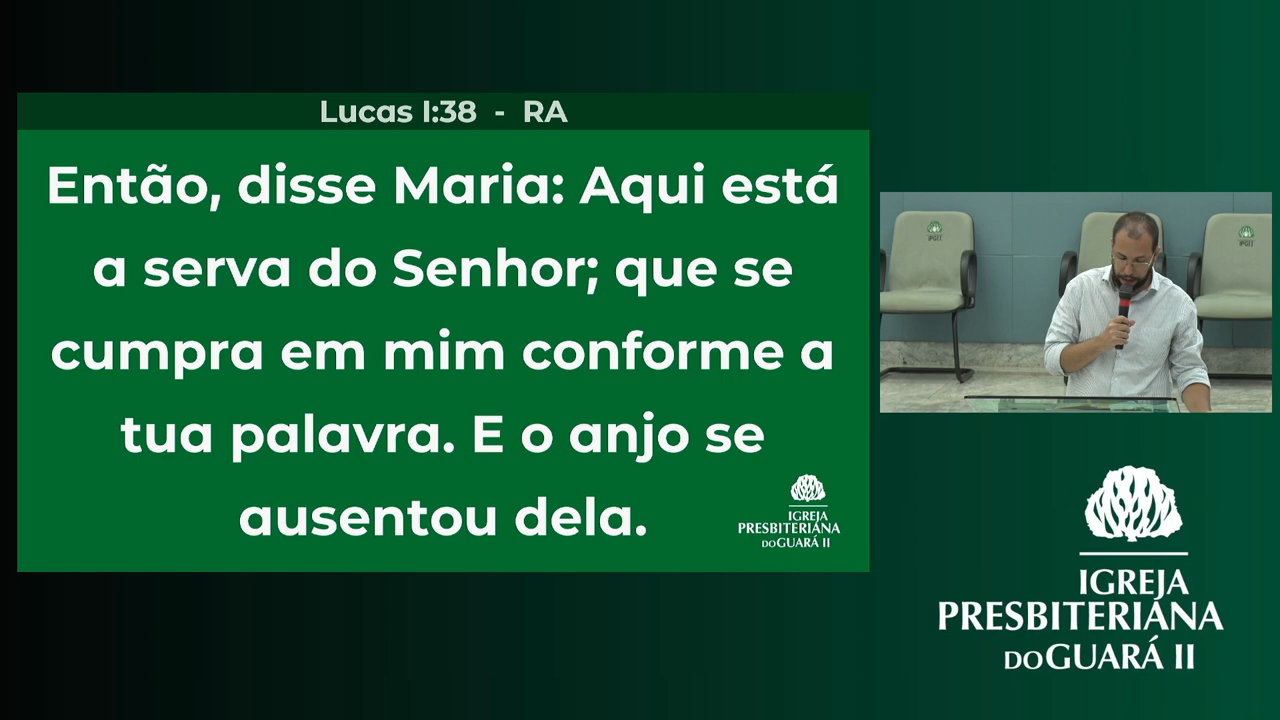 Lucas I:38 - RA
Então, disse Maria: Aqui está
a serva do Senhor; que se
cumpra em mim conforme a
tua palavra. E o anjo se
ausentou dela.
IGREJA
PRESBITERIANA
DO GUARÁ II
IGREJA
PRESBITERIANA
DO GUARÁ II